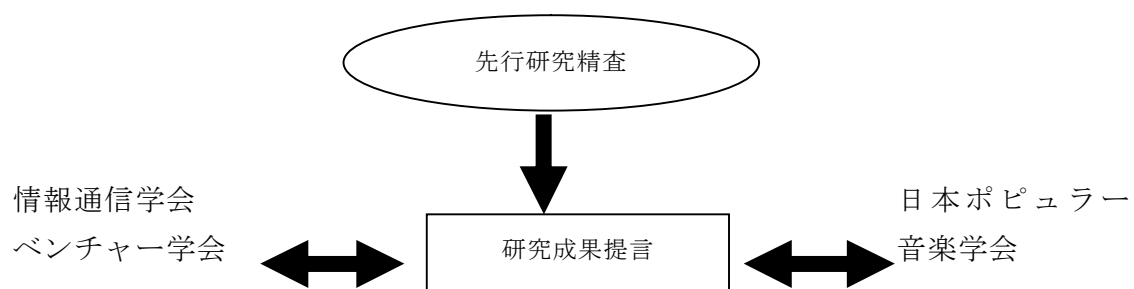 先行研究精査
情報通信学会
ベンチャー学会
研究成果提言
日本ポピュラー
音楽学会